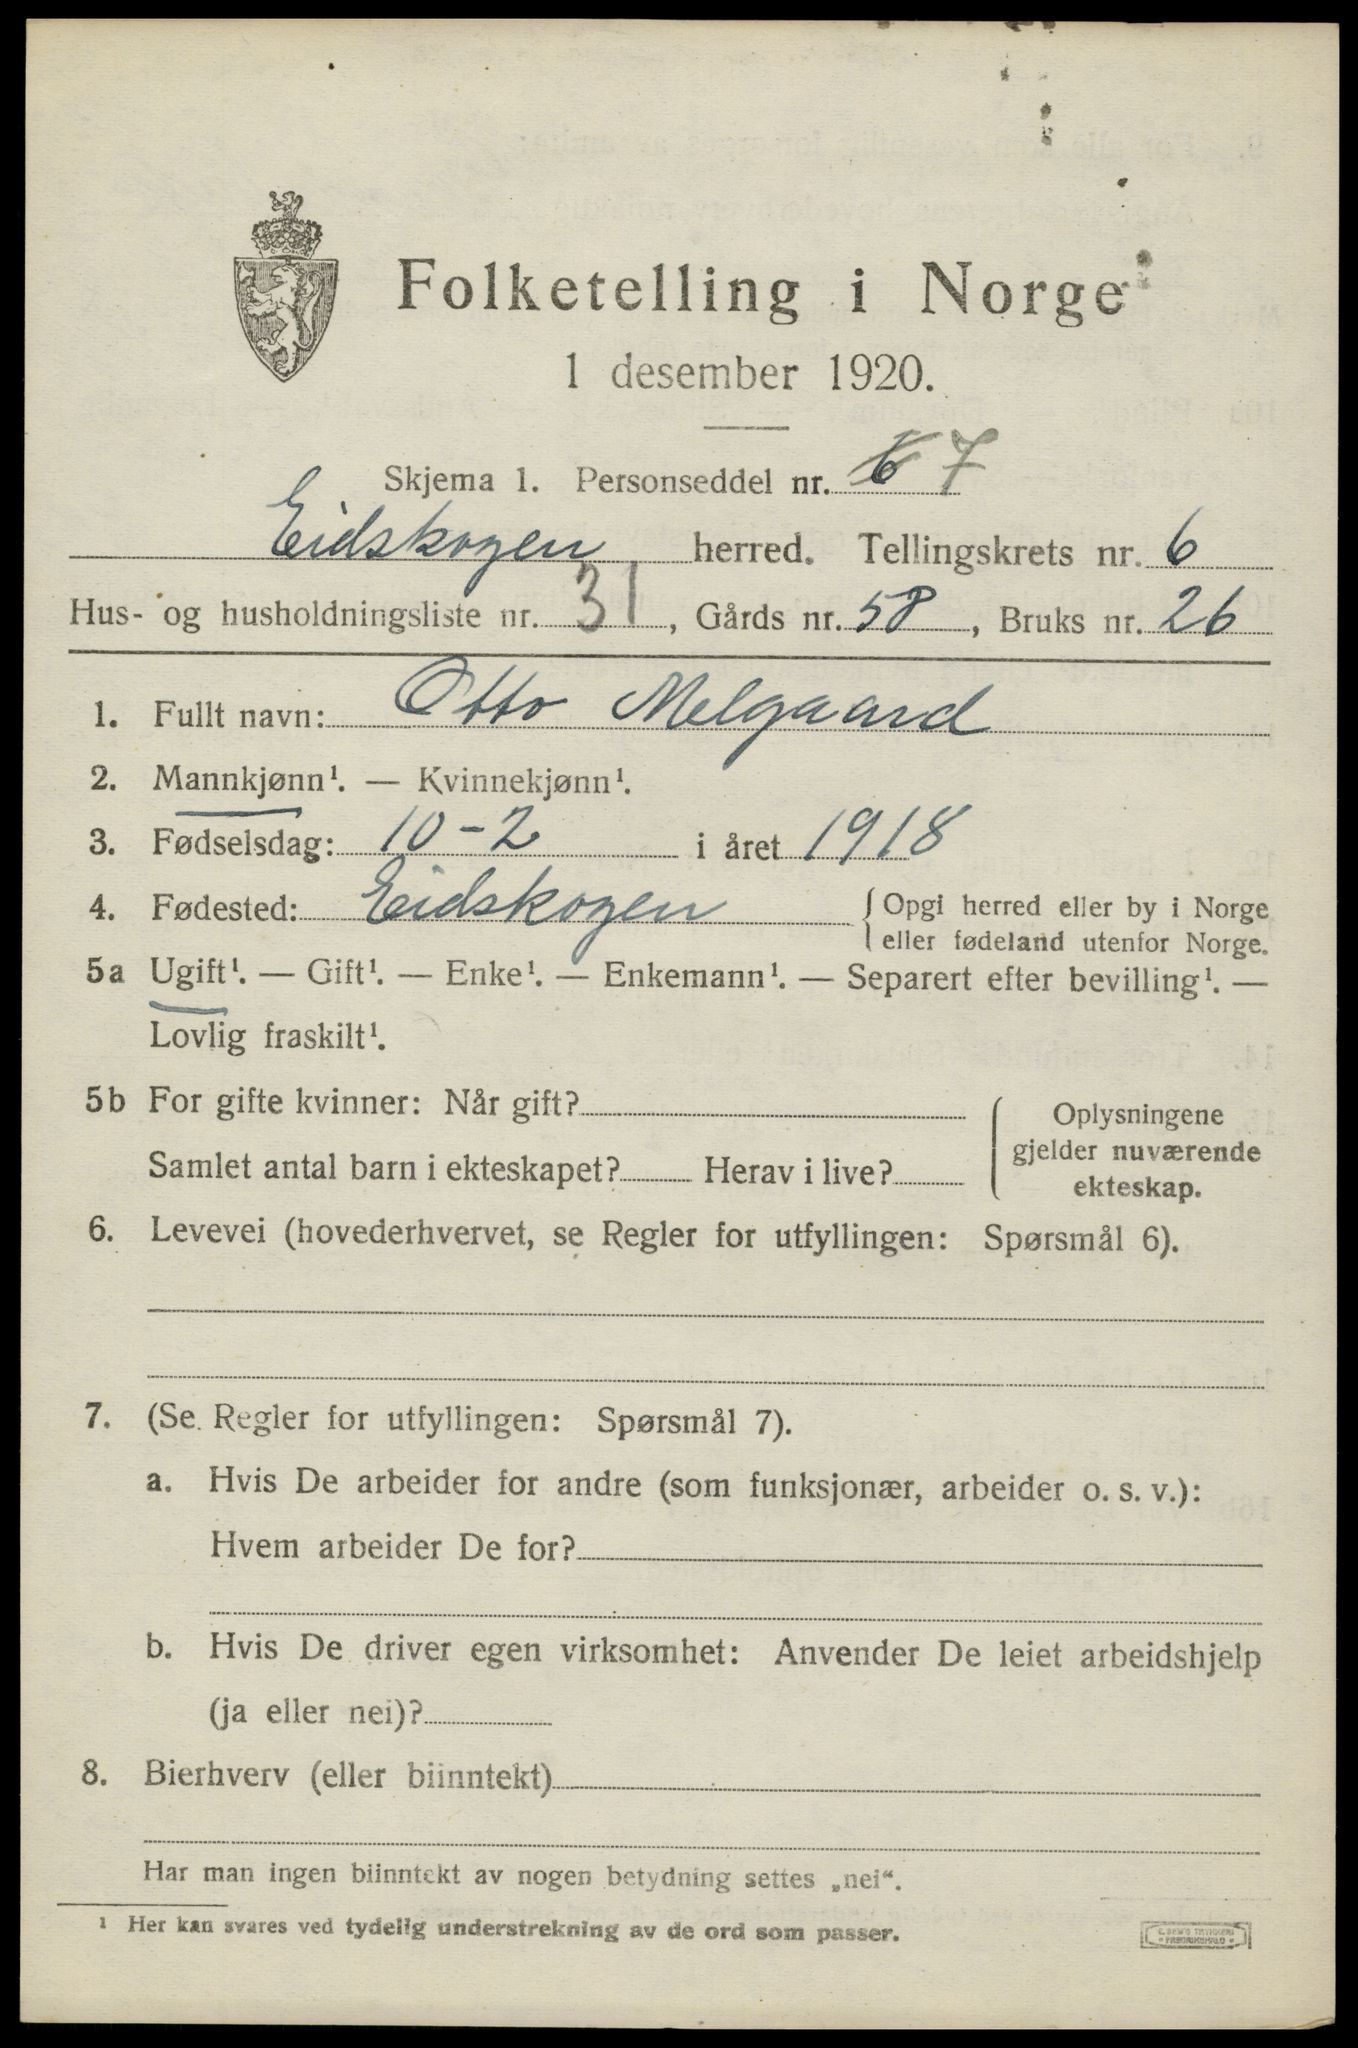 Folketelling i Norge
1 desember 1920.
Skjema 1. Personseddel nr. 6 7
Eidskogen herred. Tellingskrets nr. 6
Hus- og husholdningsliste nr. 31, Gårds nr. 58, Bruks nr. 26
1. Fullt navn: Otto Melgaard
2. Mannkjønn¹. — Kvinnekjønn¹.
3. Fødselsdag: 10-2 i året 1918
4. Fødested: Eidskogen { Opgi herred eller by i Norge
eller fødeland utenfor Norge.
5a Ugift¹. — Gift¹. — Enke¹. — Enkemann¹. — Separert efter bevilling¹. —
Lovlig fraskilt¹.
5b For gifte kvinner: Når gift?
Samlet antal barn i ekteskapet? Herav i live?
Oplysningene
gjelder nuværende
ekteskap.
6. Levevei (hovederhvervet, se Regler for utfyllingen: Spørsmål 6).
7. (Se Regler for utfyllingen: Spørsmål 7).
a. Hvis De arbeider for andre (som funksjonær, arbeider o. s. v.):
Hvem arbeider De for?
b. Hvis De driver egen virksomhet: Anvender De leiet arbeidshjelp
(ja eller nei)?
8. Bierhverv (eller biinntekt)
Har man ingen biinntekt av nogen betydning settes „nei“.
¹ Her kan svares ved tydelig understrekning av de ord som passer.